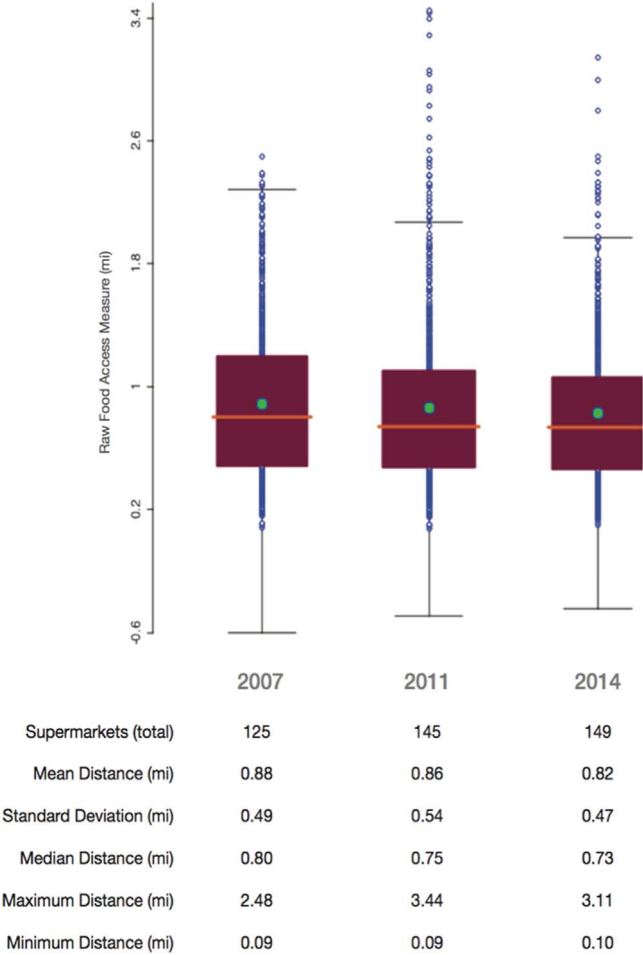 3.4
2.6
1.8
1
0.2
-0.6
Raw Food Access Measure (mi)
2007 2011 2014
Supermarkets (total) 125 145 149
Mean Distance (mi) 0.88 0.86 0.82
Standard Deviation (mi) 0.49 0.54 0.47
Median Distance (mi) 0.80 0.75 0.73
Maximum Distance (mi) 2.48 3.44 3.11
Minimum Distance (mi) 0.09 0.09 0.10